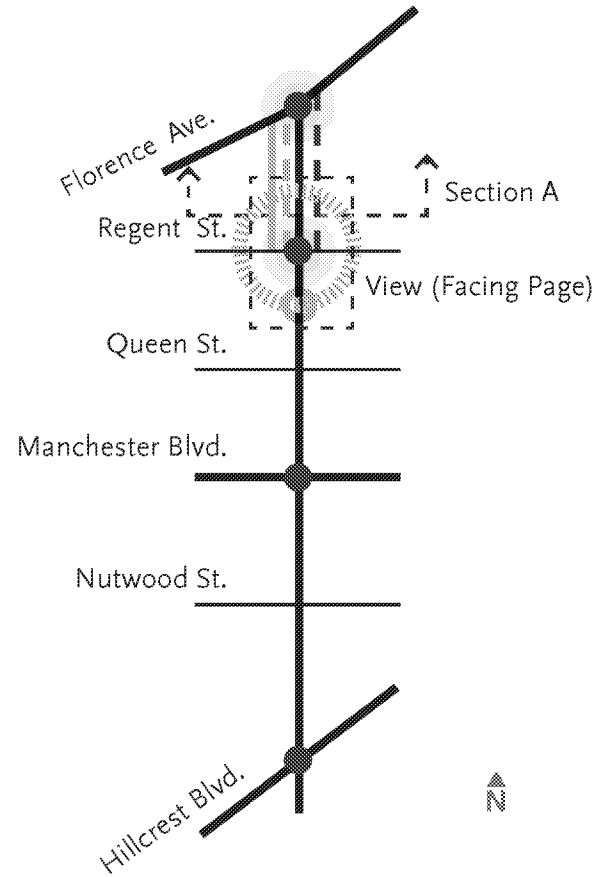 Florence Ave.
Section A
Regent St.
View (Facing Page)
Queen St.
Manchester Blvd.
Nutwood St.
Hillcrest Blvd.
N